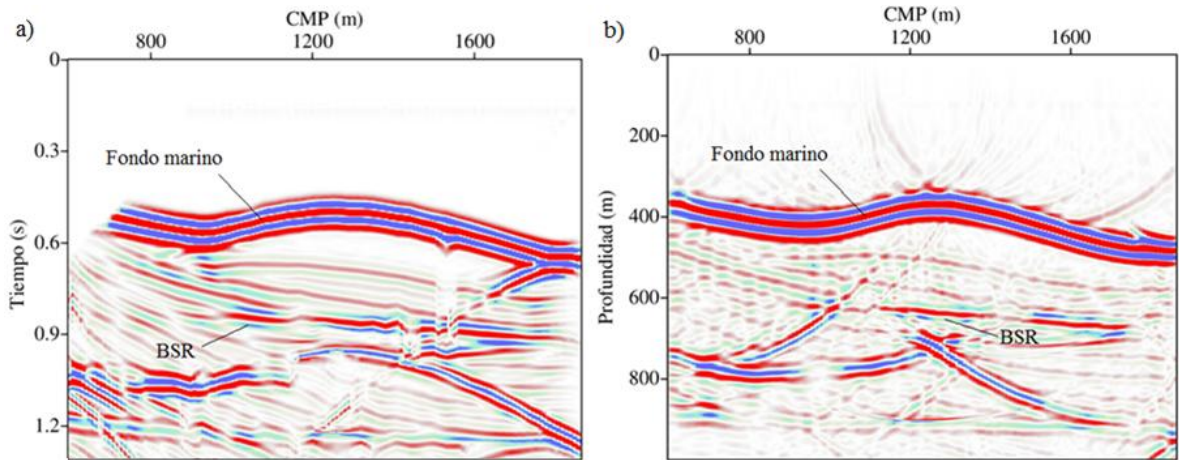 a)
CMP (m)
800 1200 1600
0
0.3
0.6
0.9
1.2
Tiempo (s)
Fondo marino
BSR
b)
CMP (m)
800 1200 1600
0
200
400
600
800
Profundidad (m)
Fondo marino
BSR